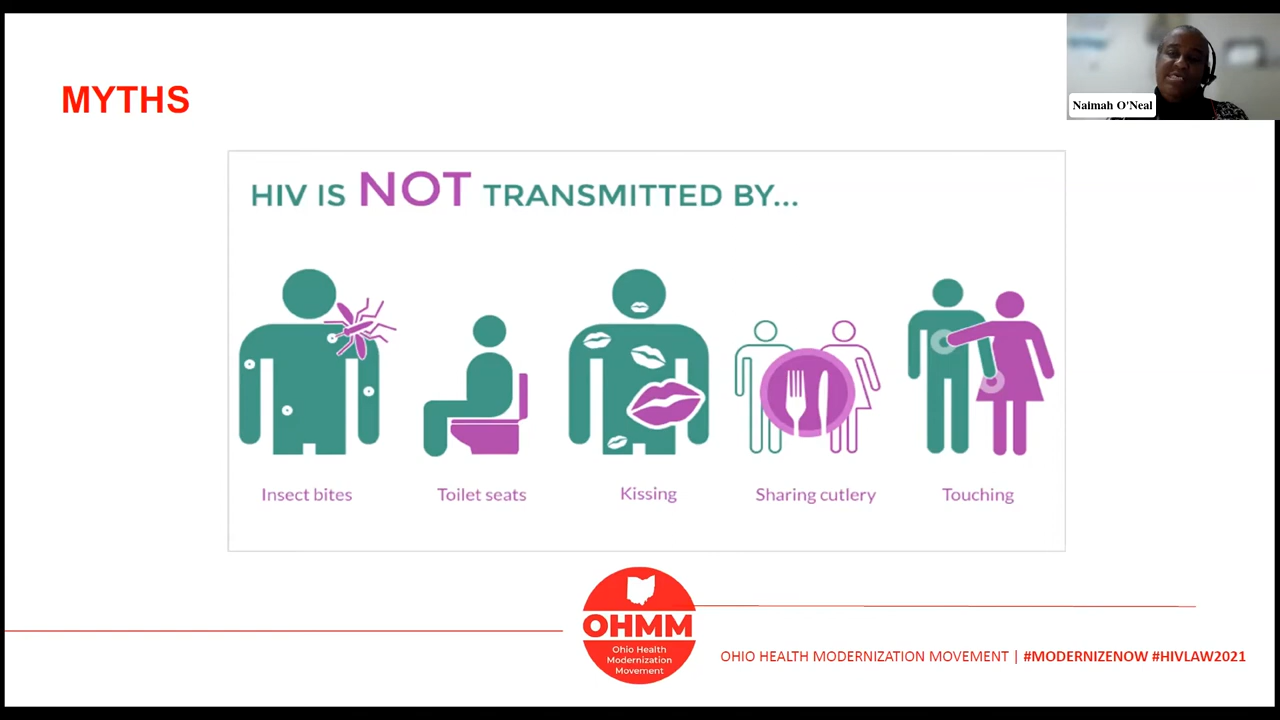 MYTHS
Naimah O'Neal
HIV IS NOT TRANSMITTED BY...
Insect bites
Toilet seats
Kissing
Sharing cutlery
Touching
OHMM
Ohio Health
Modernization
Movement
OHIO HEALTH MODERNIZATION MOVEMENT | #MODERNIZENOW #HIVLAW2021